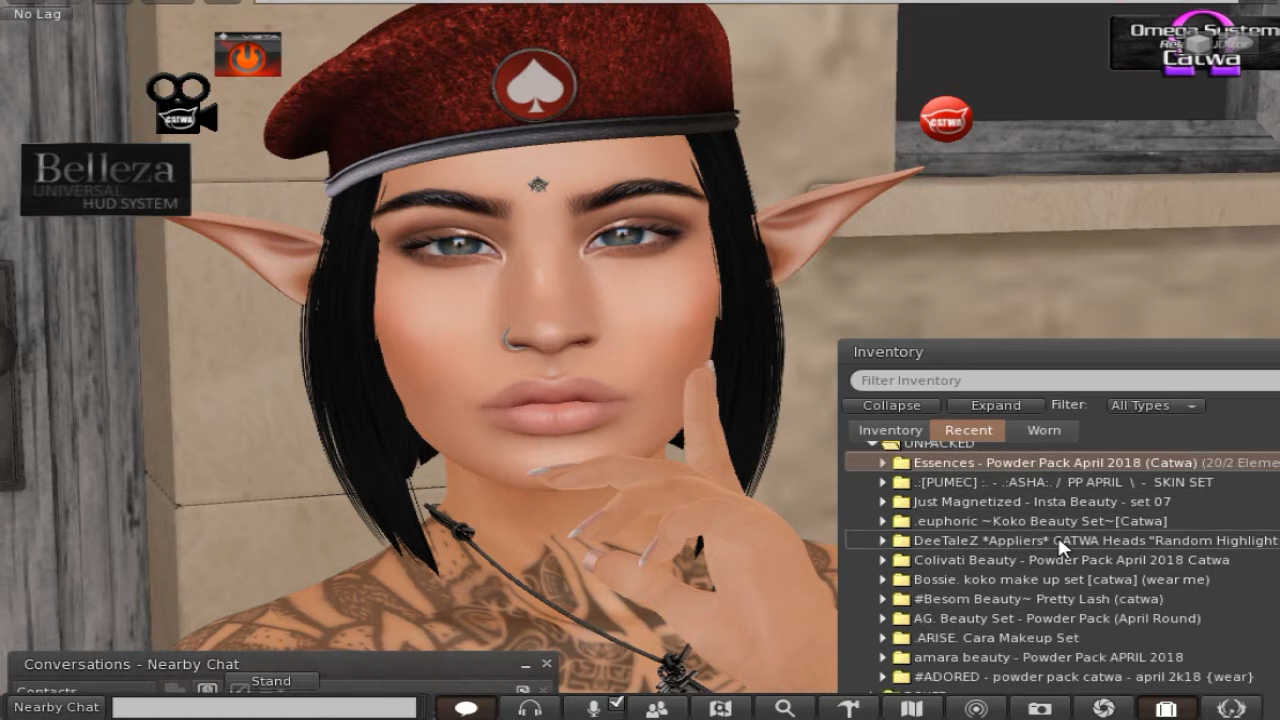 No Lag
VISTA
CATWA
Belleza
UNIVERSAL
HUD SYSTEM
Omega System
Catwa
CATWA
Inventory
Filter Inventory
Collapse
Expand
Filter:
All Types
Inventory
Recent
Worn
UNPACKED
Essences - Powder Pack April 2018 (Catwa) (20/2 Eleme
.:[PUMEC] :. - .:ASHA:. / PP APRIL \ - SKIN SET
Just Magnetized - Insta Beauty - set 07
.euphoric ~Koko Beauty Set~[Catwa]
DeeTaleZ *Appliers* CATWA Heads "Random Highlight
Colivati Beauty - Powder Pack April 2018 Catwa
Bossie. koko make up set [catwa] (wear me)
#Besom Beauty~ Pretty Lash (catwa)
AG. Beauty Set - Powder Pack (April Round)
.ARISE. Cara Makeup Set
amara beauty - Powder Pack APRIL 2018
#ADORED - powder pack catwa - april 2k18 {wear}
Conversations - Nearby Chat
Stand
Contacts
Nearby Chat